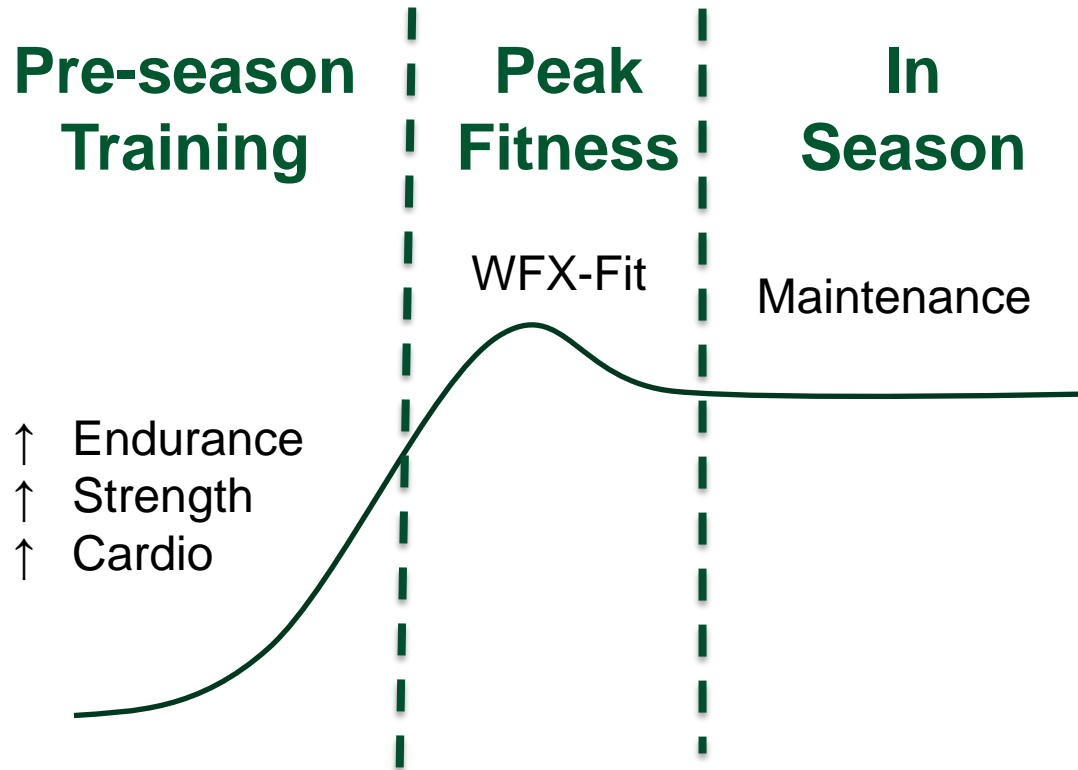 Pre-season
Training
Peak
Fitness
In
Season
WFX-Fit
Maintenance
↑ Endurance
↑ Strength
↑ Cardio